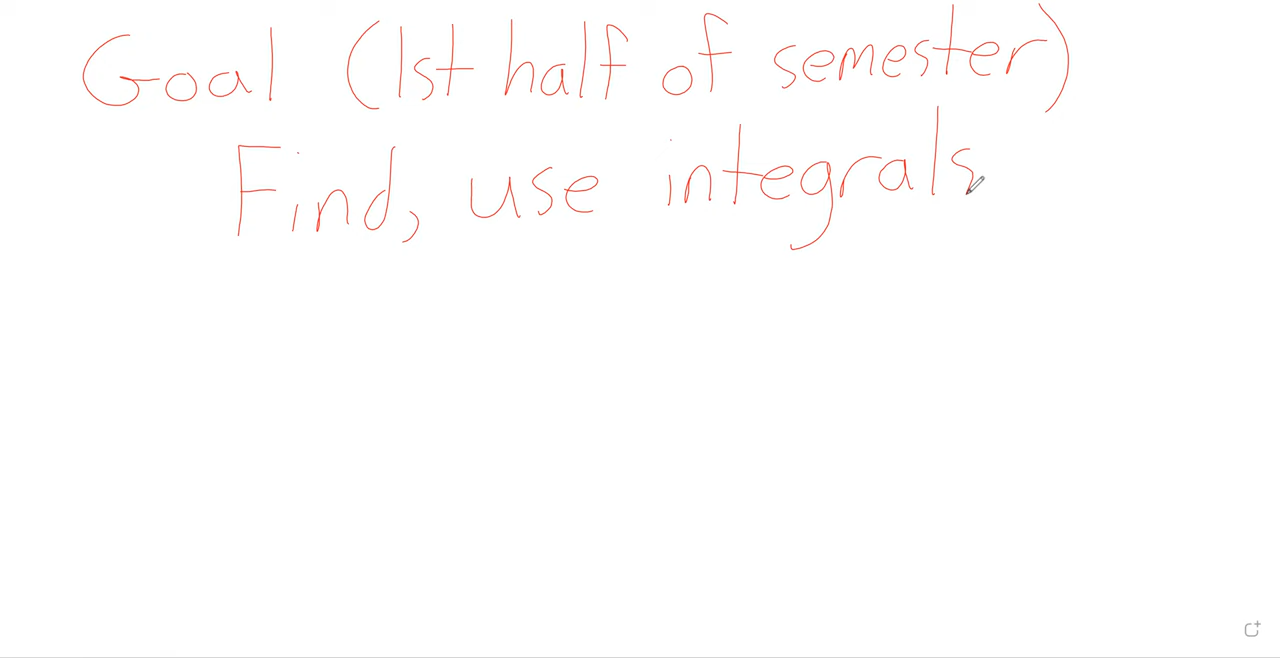 Goal (1st half of semester)
Find, use integrals